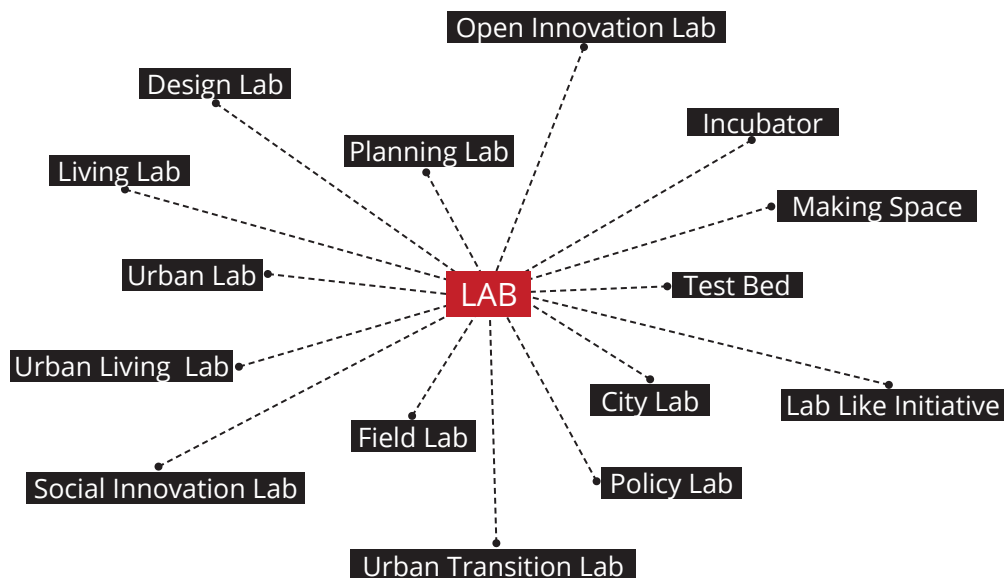 Open Innovation Lab
Design Lab
Incubator
Planning Lab
Living Lab
Making Space
Urban Lab
Test Bed
LAB
Urban Living Lab
City Lab
Lab Like Initiative
Field Lab
Social Innovation Lab
Policy Lab
Urban Transition Lab